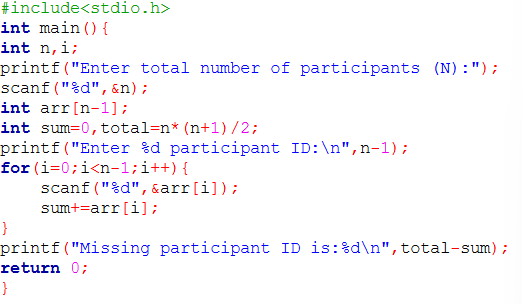 #include<stdio.h>
int main(){
int n,i;
printf("Enter total number of participants (N):");
scanf("%d",&n);
int arr[n-1];
int sum=0,total=n*(n+1)/2;
printf("Enter %d participant ID:\n",n-1);
for(i=0;i<n-1;i++){
    scanf("%d",&arr[i]);
    sum+=arr[i];
}
printf("Missing participant ID is:%d\n",total-sum);
return 0;
}